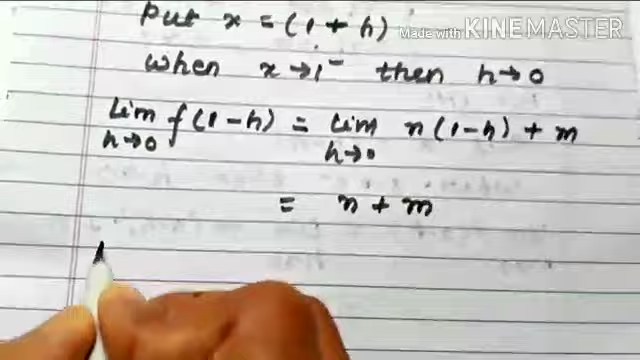 Put x = (1 + h)
Made with KINEMASTER
when x→1⁻ then h→0
lim f(1-h) = lim n(1-h) + m
h→0 h→0
= n + m